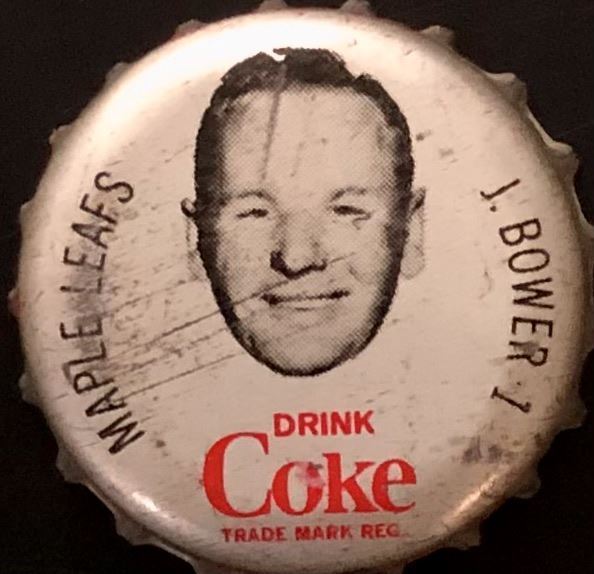 MAPLE LEAFS
J. BOWER 1
DRINK
Coke
TRADE MARK REG.